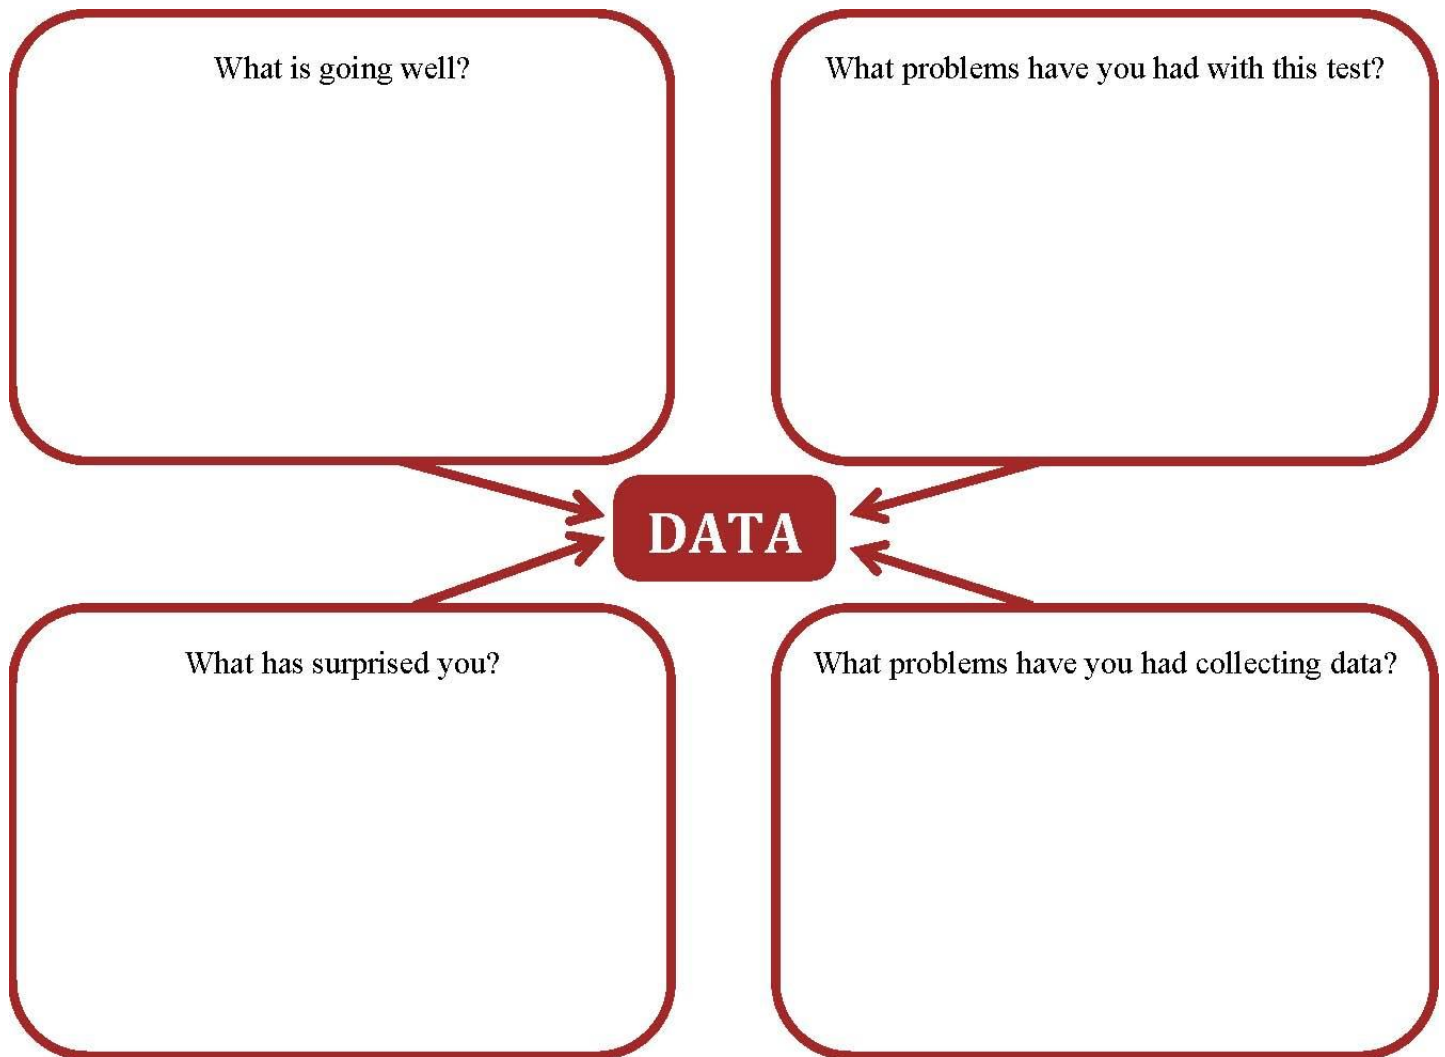 What is going well?
What problems have you had with this test?
DATA
What has surprised you?
What problems have you had collecting data?